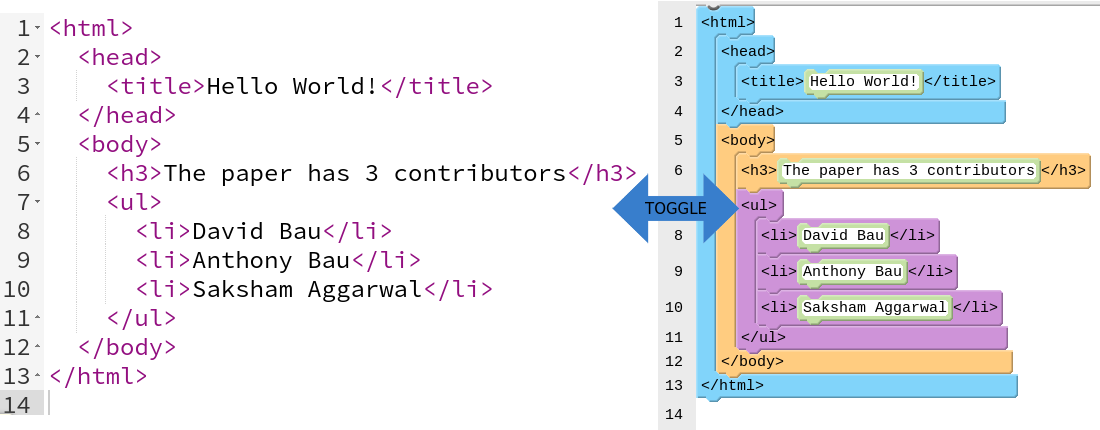 1 <html>
2 <head>
3 <title>Hello World!</title>
4 </head>
5 <body>
6 <h3>The paper has 3 contributors</h3>
7 <ul>
8 <li>David Bau</li>
9 <li>Anthony Bau</li>
10 <li>Saksham Aggarwal</li>
11 </ul>
12 </body>
13 </html>
14
TOGGLE
1 <html>
2 <head>
3 <title> Hello World! </title>
4 </head>
5 <body>
6 <h3> The paper has 3 contributors </h3>
<ul>
8 <li> David Bau </li>
9 <li> Anthony Bau </li>
10 <li> Saksham Aggarwal </li>
11 </ul>
12 </body>
13 </html>
14